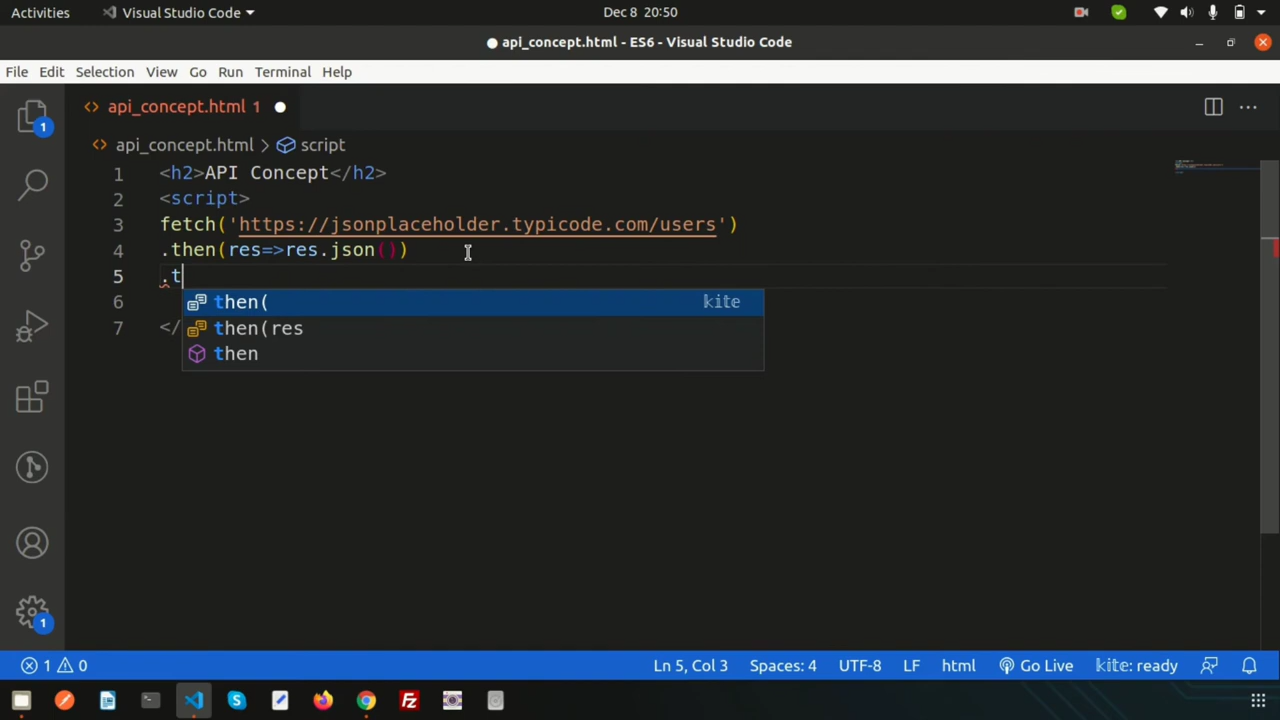 Activities Visual Studio Code Dec 8 20:50
api_concept.html - ES6 - Visual Studio Code
File Edit Selection View Go Run Terminal Help
1 api_concept.html 1
api_concept.html > script
1 <h2>API Concept</h2>
2 <script>
3 fetch('https://jsonplaceholder.typicode.com/users')
4 .then(res=>res.json())
5 .t
6 then( kite
then(res
7 </ then
1 1 0 Ln 5, Col 3 Spaces: 4 UTF-8 LF html Go Live kite: ready